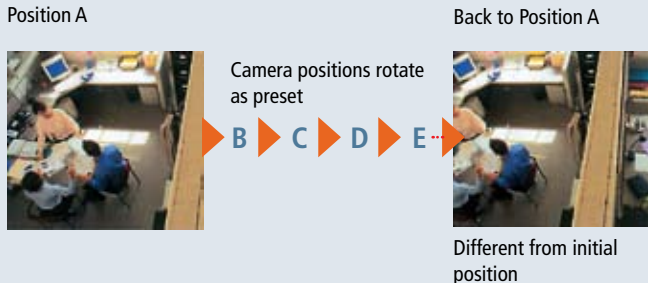 Position A
Camera positions rotate
as preset
B C D E
Back to Position A
Different from initial
position